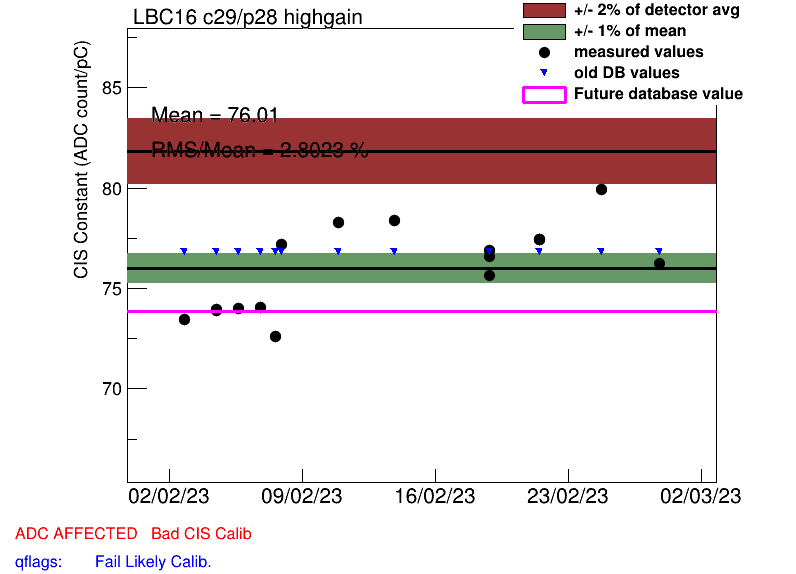 LBC16 c29/p28 highgain
+/- 2% of detector avg
+/- 1% of mean
measured values
old DB values
Future database value
CIS Constant (ADC count/pC)
85
80
75
70
Mean = 76.01
RMS/Mean = 2.8023 %
02/02/23 09/02/23 16/02/23 23/02/23 02/03/23
ADC AFFECTED Bad CIS Calib
qflags: Fail Likely Calib.